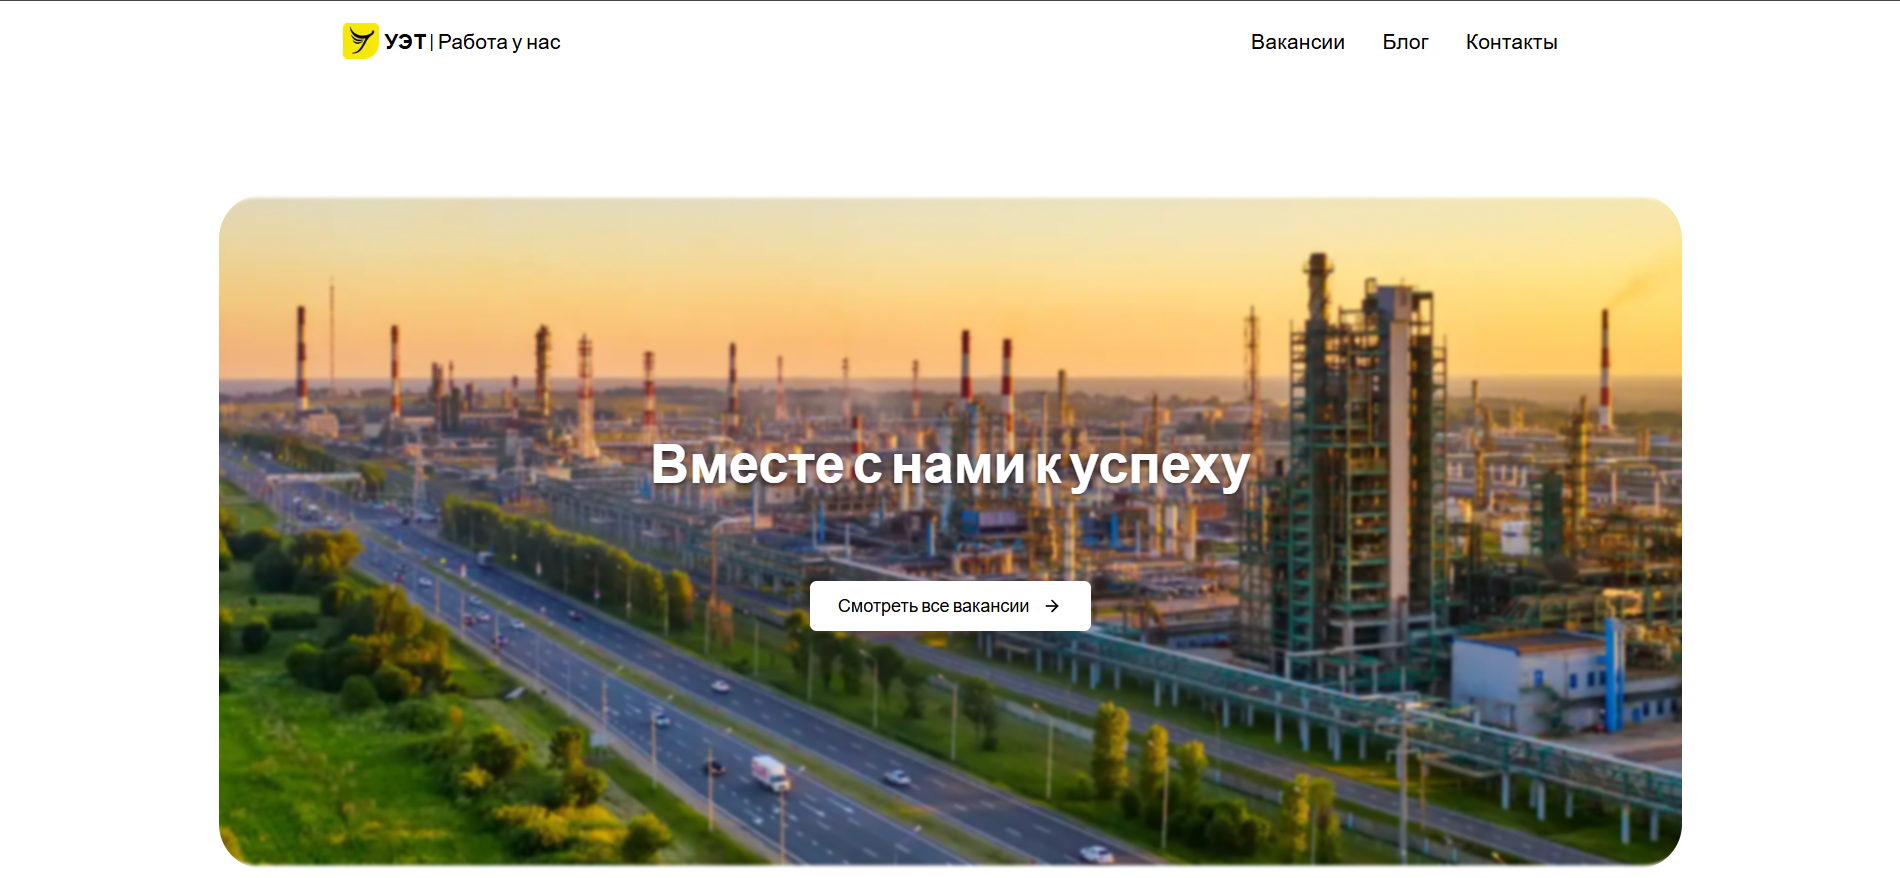 УЭТ | Работа у нас
Вакансии Блог Контакты
Вместе с нами к успеху
Смотреть все вакансии →